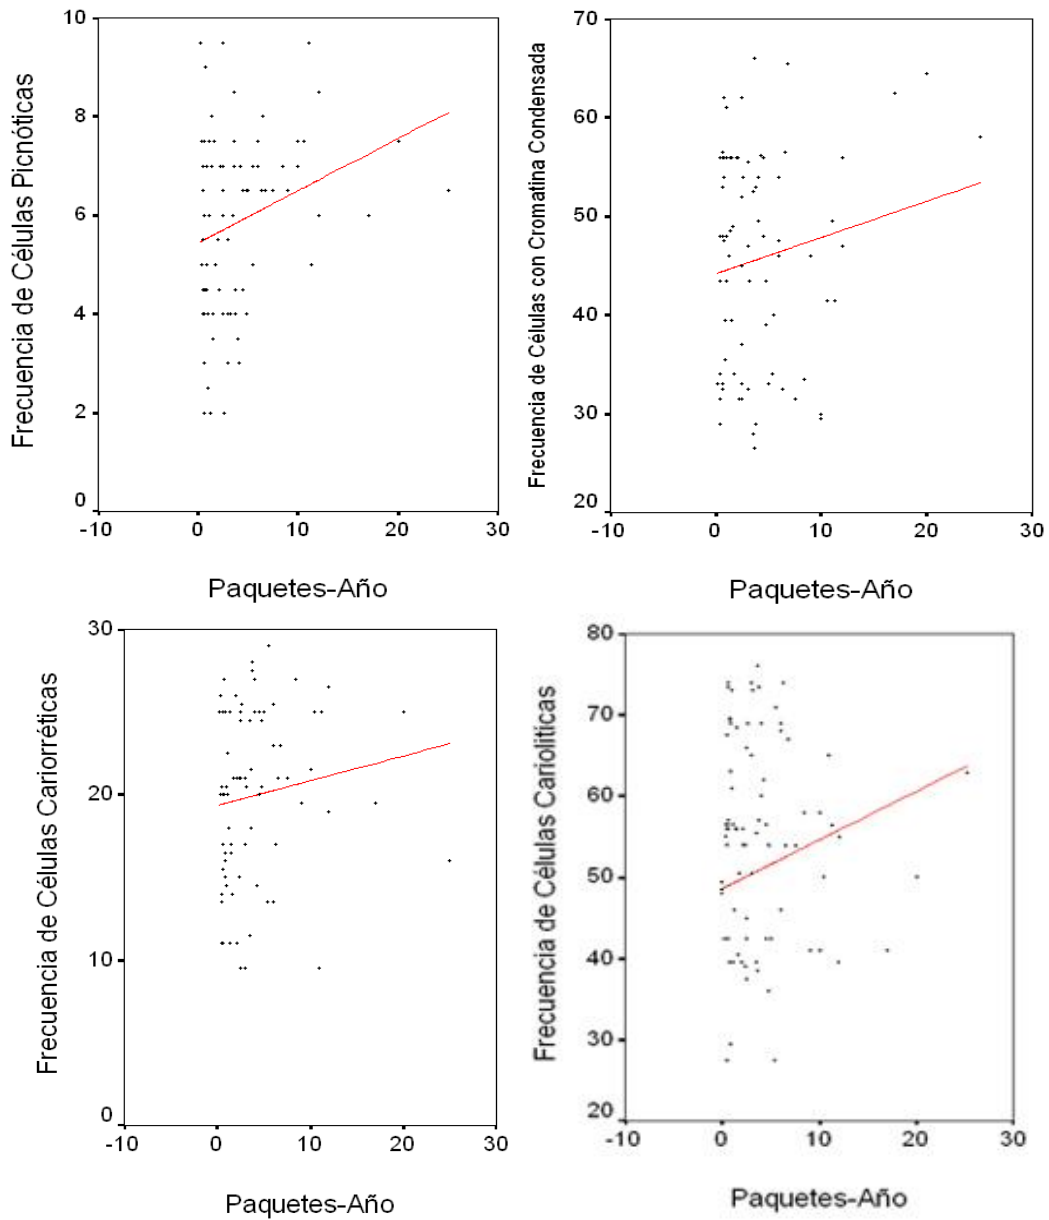 10
8
6
4
2
0
-10 0 10 20 30
Frecuencia de Células Picnóticas
Paquetes-Año
70
60
50
40
30
20
-10 0 10 20 30
Frecuencia de Células con Cromatina Condensada
Paquetes-Año
30
20
10
0
-10 0 10 20 30
Frecuencia de Células Cariorréticas
Paquetes-Año
80
70
60
50
40
30
20
-10 0 10 20 30
Frecuencia de Células Cariolíticas
Paquetes-Año